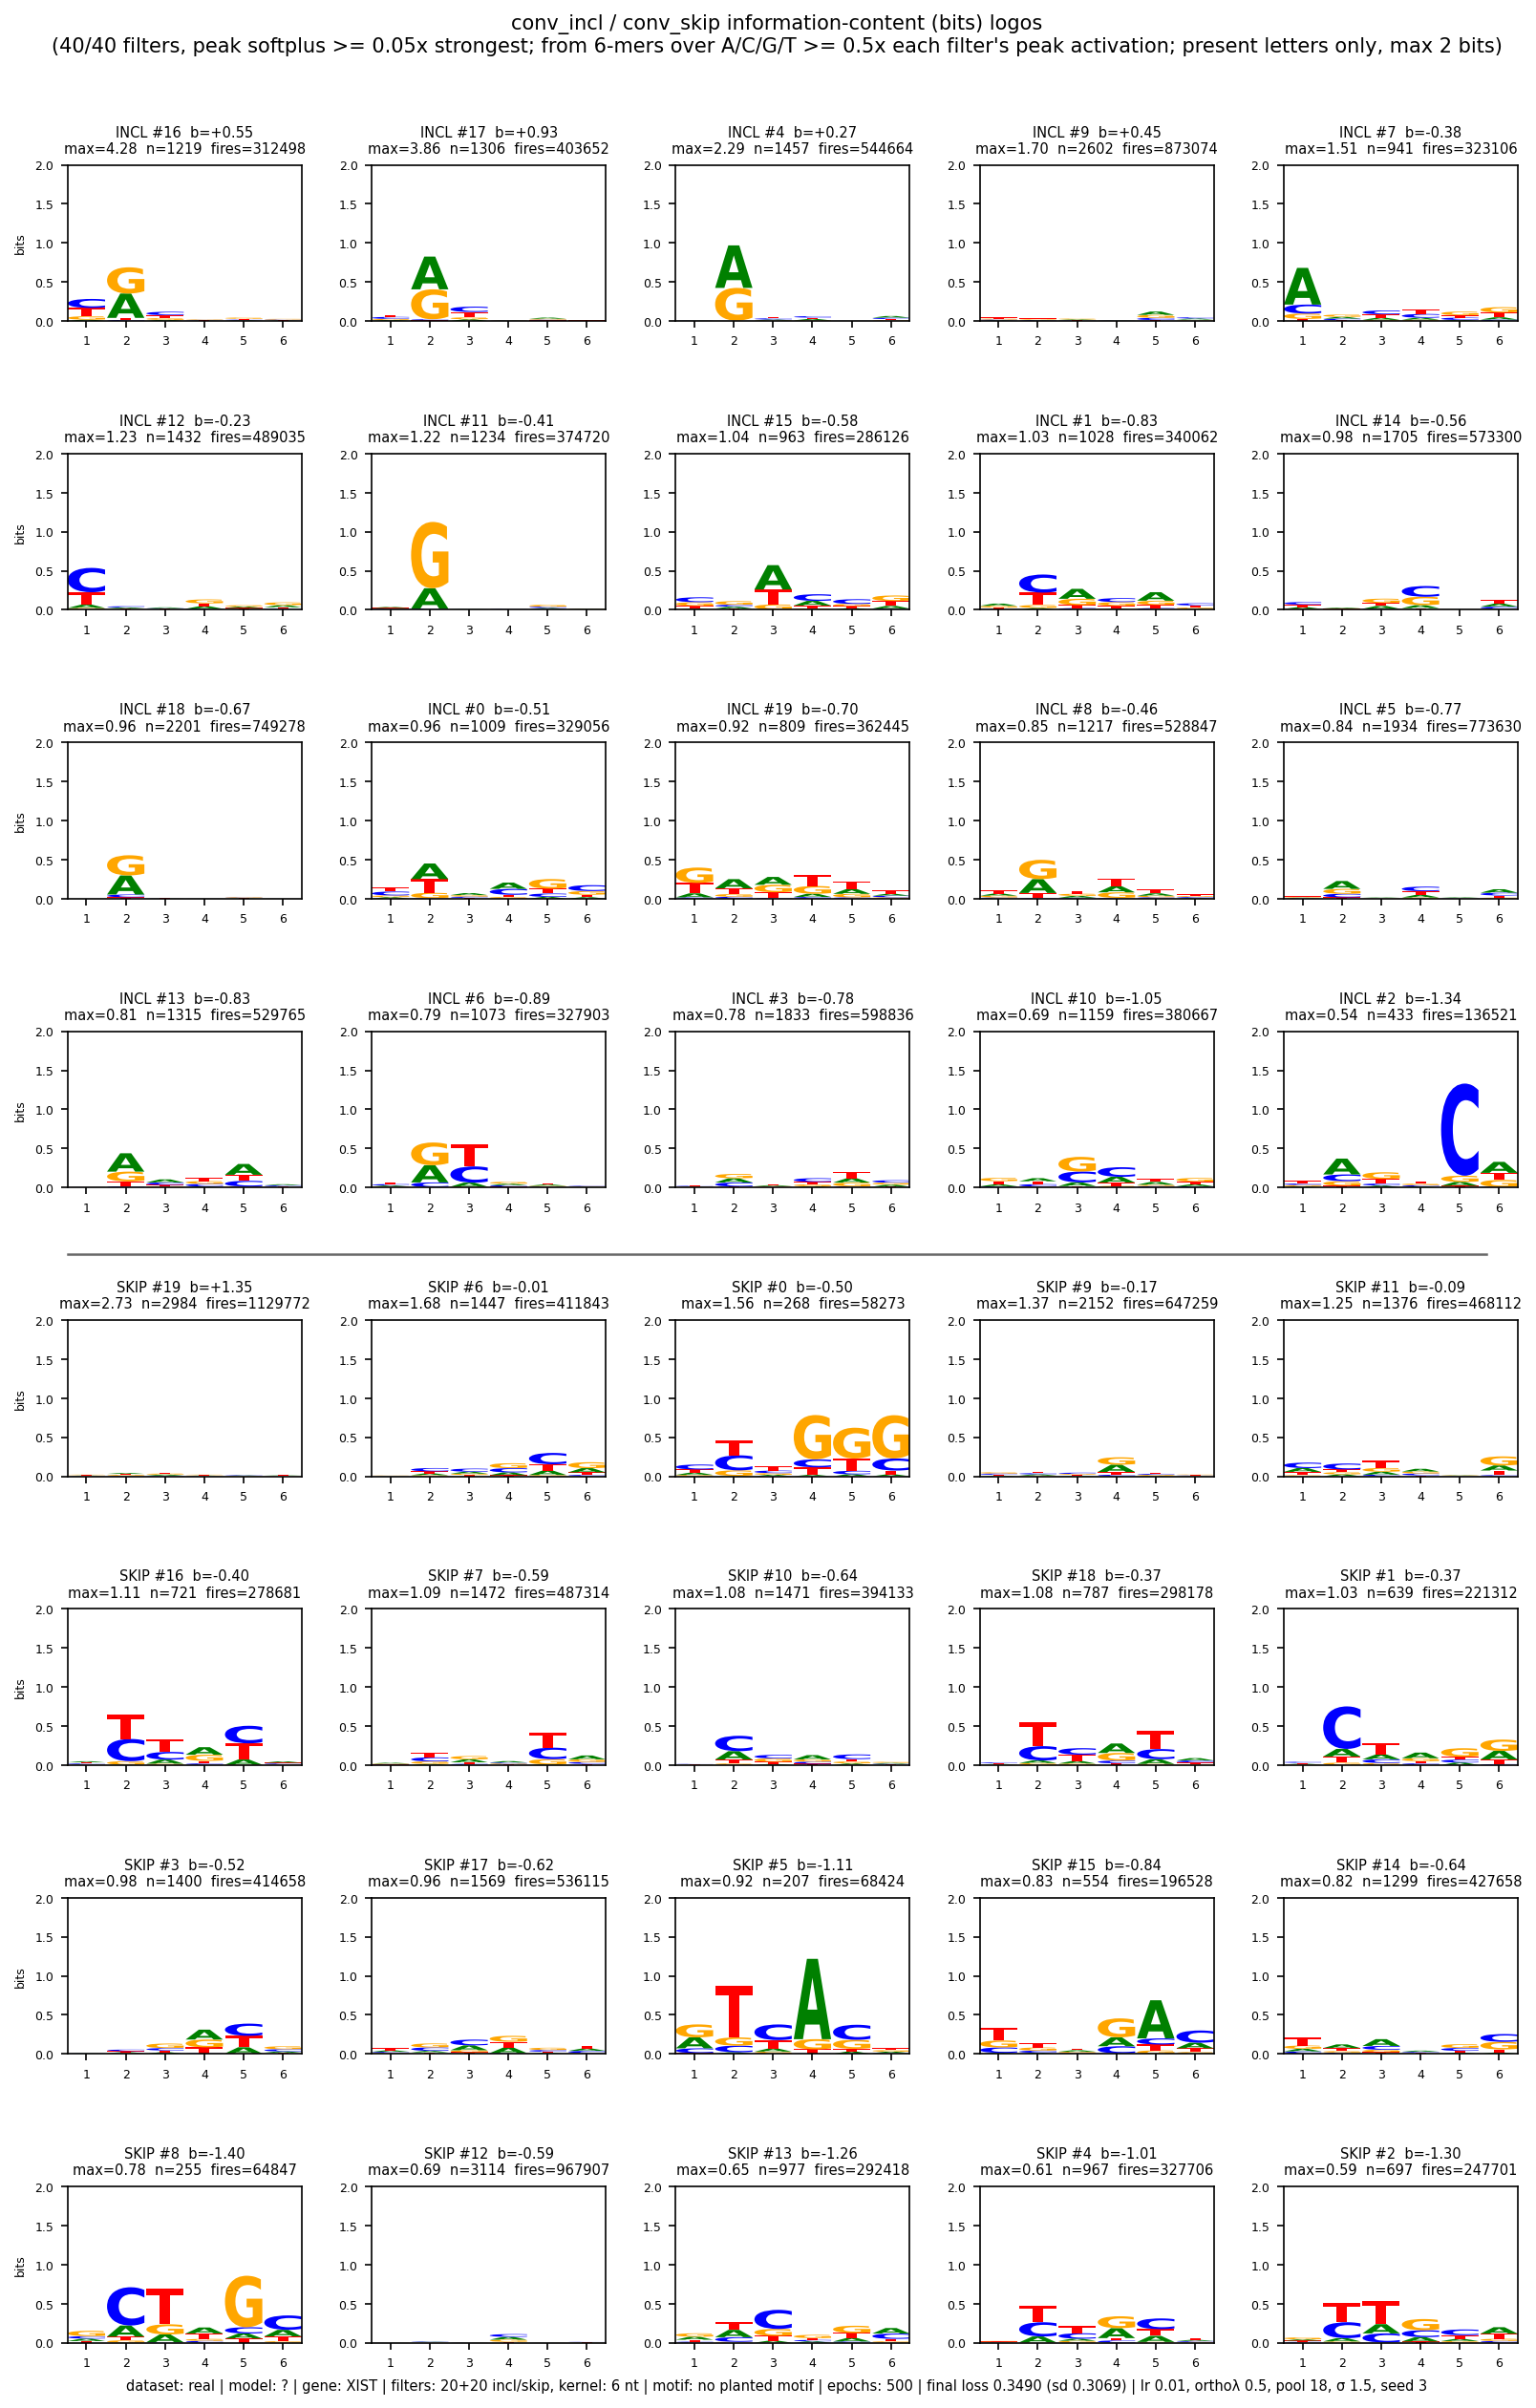 conv_incl / conv_skip information-content (bits) logos
(40/40 filters, peak softplus >= 0.05x strongest; from 6-mers over A/C/G/T >= 0.5x each filter's peak activation; present letters only, max 2 bits)
INCL #16 b=+0.55
max=4.28 n=1219 fires=312498
INCL #17 b=+0.93
max=3.86 n=1306 fires=403652
INCL #4 b=+0.27
max=2.29 n=1457 fires=544664
INCL #9 b=+0.45
max=1.70 n=2602 fires=873074
INCL #7 b=-0.38
max=1.51 n=941 fires=323106
INCL #12 b=-0.23
max=1.23 n=1432 fires=489035
INCL #11 b=-0.41
max=1.22 n=1234 fires=374720
INCL #15 b=-0.58
max=1.04 n=963 fires=286126
INCL #1 b=-0.83
max=1.03 n=1028 fires=340062
INCL #14 b=-0.56
max=0.98 n=1705 fires=573300
INCL #18 b=-0.67
max=0.96 n=2201 fires=749278
INCL #0 b=-0.51
max=0.96 n=1009 fires=329056
INCL #19 b=-0.70
max=0.92 n=809 fires=362445
INCL #8 b=-0.46
max=0.85 n=1217 fires=528847
INCL #5 b=-0.77
max=0.84 n=1934 fires=773630
INCL #13 b=-0.83
max=0.81 n=1315 fires=529765
INCL #6 b=-0.89
max=0.79 n=1073 fires=327903
INCL #3 b=-0.78
max=0.78 n=1833 fires=598836
INCL #10 b=-1.05
max=0.69 n=1159 fires=380667
INCL #2 b=-1.34
max=0.54 n=433 fires=136521
SKIP #19 b=+1.35
max=2.73 n=2984 fires=1129772
SKIP #6 b=-0.01
max=1.68 n=1447 fires=411843
SKIP #0 b=-0.50
max=1.56 n=268 fires=58273
SKIP #9 b=-0.17
max=1.37 n=2152 fires=647259
SKIP #11 b=-0.09
max=1.25 n=1376 fires=468112
SKIP #16 b=-0.40
max=1.11 n=721 fires=278681
SKIP #7 b=-0.59
max=1.09 n=1472 fires=487314
SKIP #10 b=-0.64
max=1.08 n=1471 fires=394133
SKIP #18 b=-0.37
max=1.08 n=787 fires=298178
SKIP #1 b=-0.37
max=1.03 n=639 fires=221312
SKIP #3 b=-0.52
max=0.98 n=1400 fires=414658
SKIP #17 b=-0.62
max=0.96 n=1569 fires=536115
SKIP #5 b=-1.11
max=0.92 n=207 fires=68424
SKIP #15 b=-0.84
max=0.83 n=554 fires=196528
SKIP #14 b=-0.64
max=0.82 n=1299 fires=427658
SKIP #8 b=-1.40
max=0.78 n=255 fires=64847
SKIP #12 b=-0.59
max=0.69 n=3114 fires=967907
SKIP #13 b=-1.26
max=0.65 n=977 fires=292418
SKIP #4 b=-1.01
max=0.61 n=967 fires=327706
SKIP #2 b=-1.30
max=0.59 n=697 fires=247701
dataset: real | model: ? | gene: XIST | filters: 20+20 incl/skip, kernel: 6 nt | motif: no planted motif | epochs: 500 | final loss 0.3490 (sd 0.3069) | lr 0.01, orthoλ 0.5, pool 18, σ 1.5, seed 3